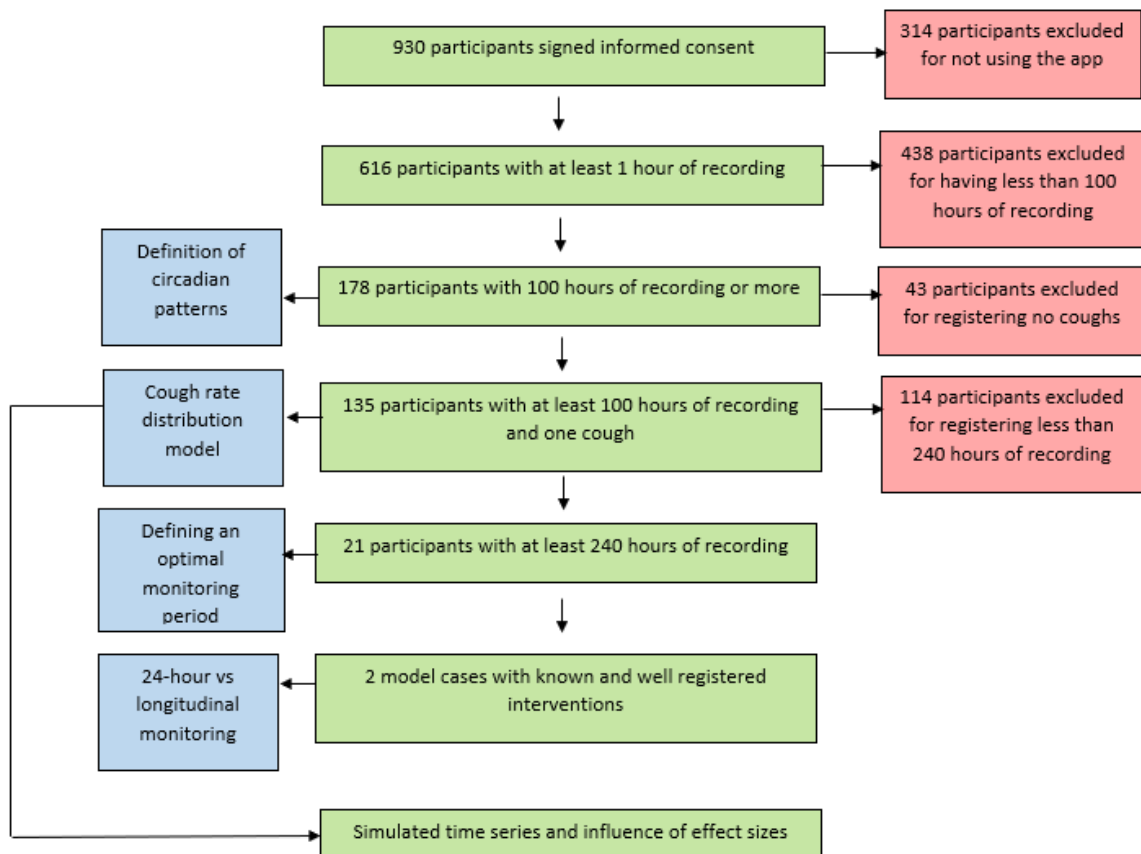 930 participants signed informed consent
314 participants excluded
for not using the app
616 participants with at least 1 hour of recording
438 participants excluded
for having less than 100
hours of recording
Definition of
circadian
patterns
178 participants with 100 hours of recording or more
43 participants excluded
for registering no coughs
Cough rate
distribution
model
135 participants with at least 100 hours of recording
and one cough
114 participants excluded
for registering less than
240 hours of recording
Defining an
optimal
monitoring
period
21 participants with at least 240 hours of recording
24-hour vs
longitudinal
monitoring
2 model cases with known and well registered
interventions
Simulated time series and influence of effect sizes